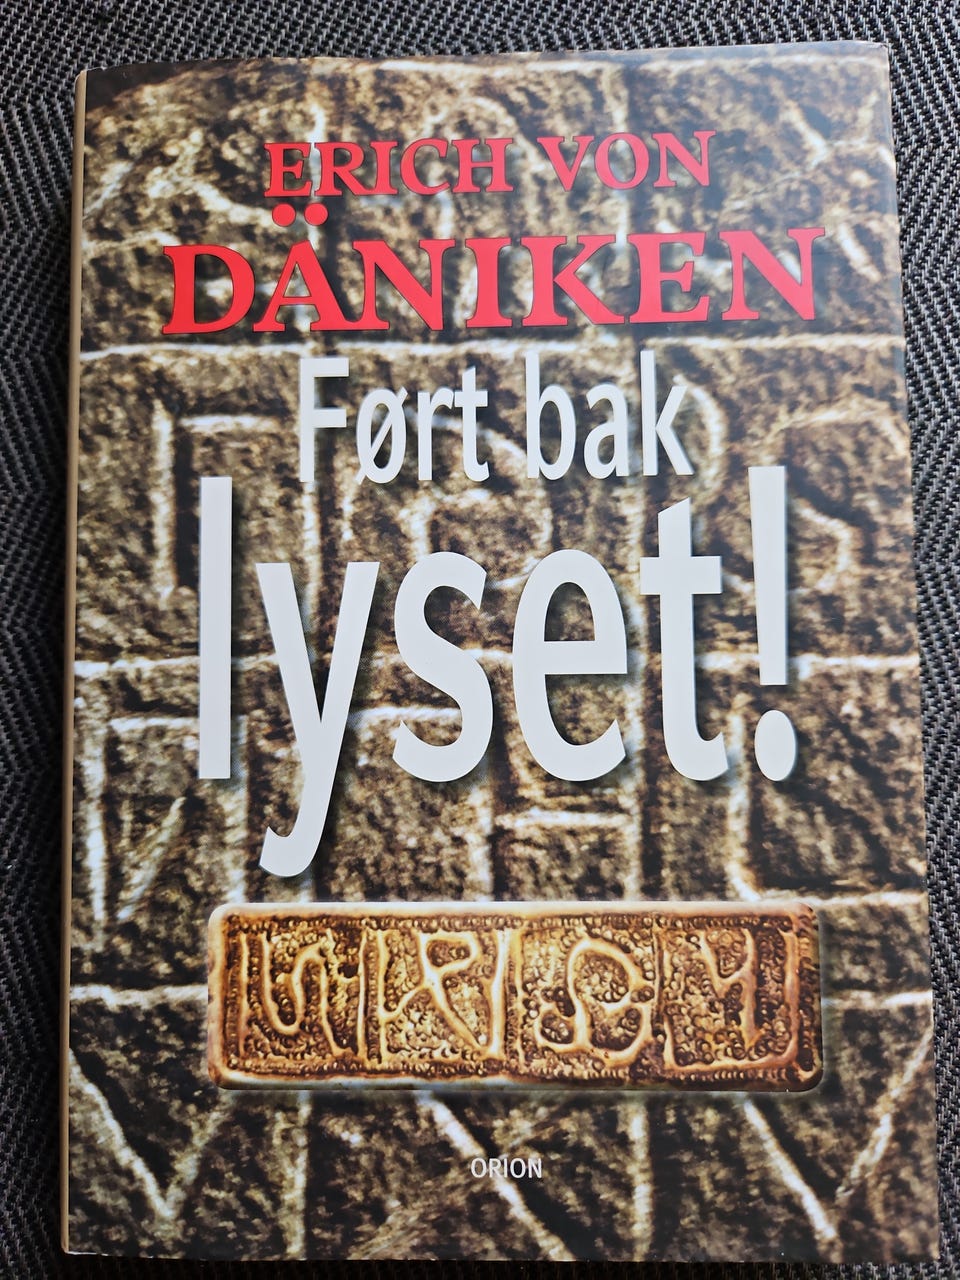 ERICH VON
DÄNIKEN
Ført bak
lyset!
ORION